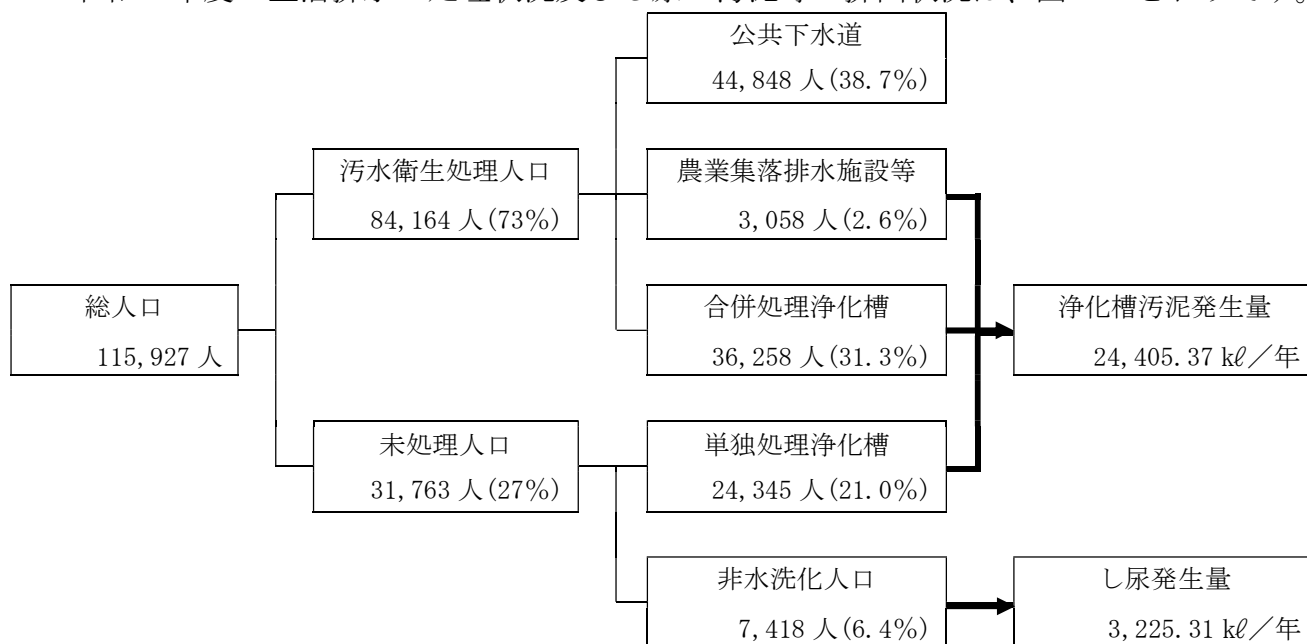 公共下水道
44,848 人(38.7%)
汚水衛生処理人口
84,164 人(73%)
農業集落排水施設等
3,058 人(2.6%)
総人口
115,927 人
合併処理浄化槽
36,258 人(31.3%)
浄化槽汚泥発生量
24,405.37 kℓ/年
未処理人口
31,763 人(27%)
単独処理浄化槽
24,345 人(21.0%)
非水洗化人口
7,418 人(6.4%)
し尿発生量
3,225.31 kℓ/年